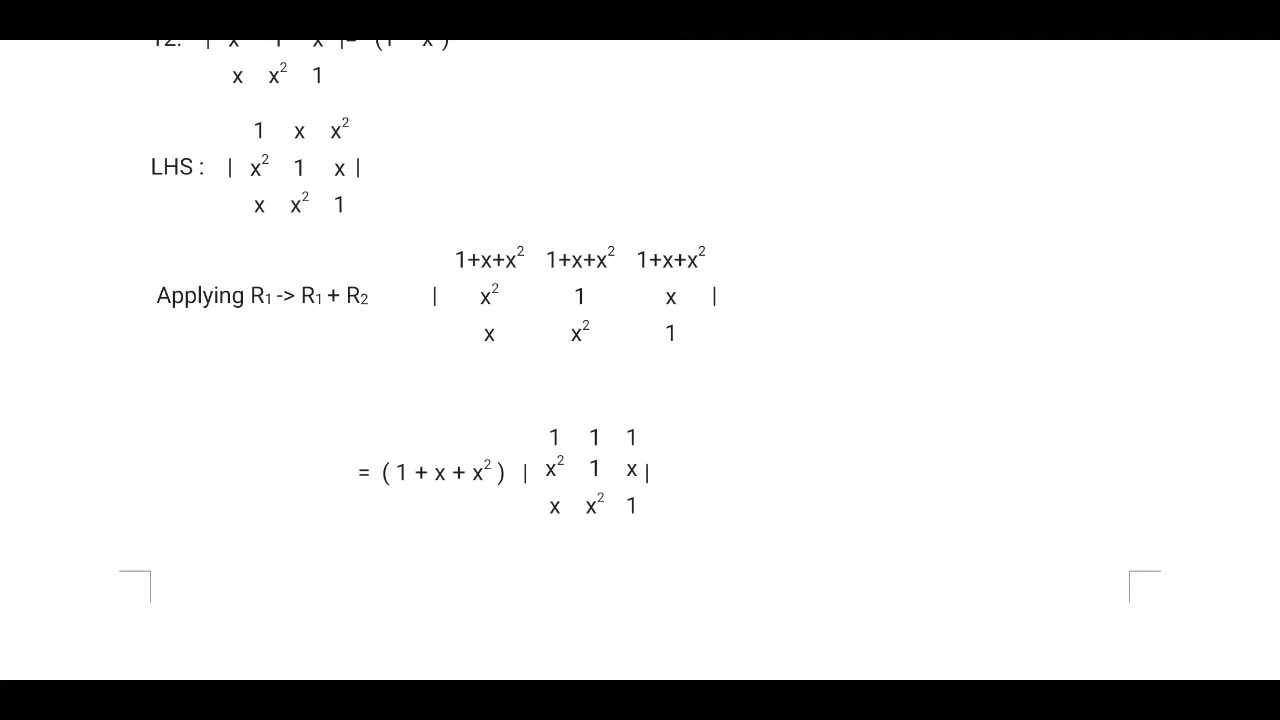 x x² 1
1 x x²
LHS : | x² 1 x |
x x² 1
1+x+x² 1+x+x² 1+x+x²
Applying R₁ -> R₁ + R₂ | x² 1 x |
x x² 1
1 1 1
= ( 1 + x + x² ) | x² 1 x |
x x² 1